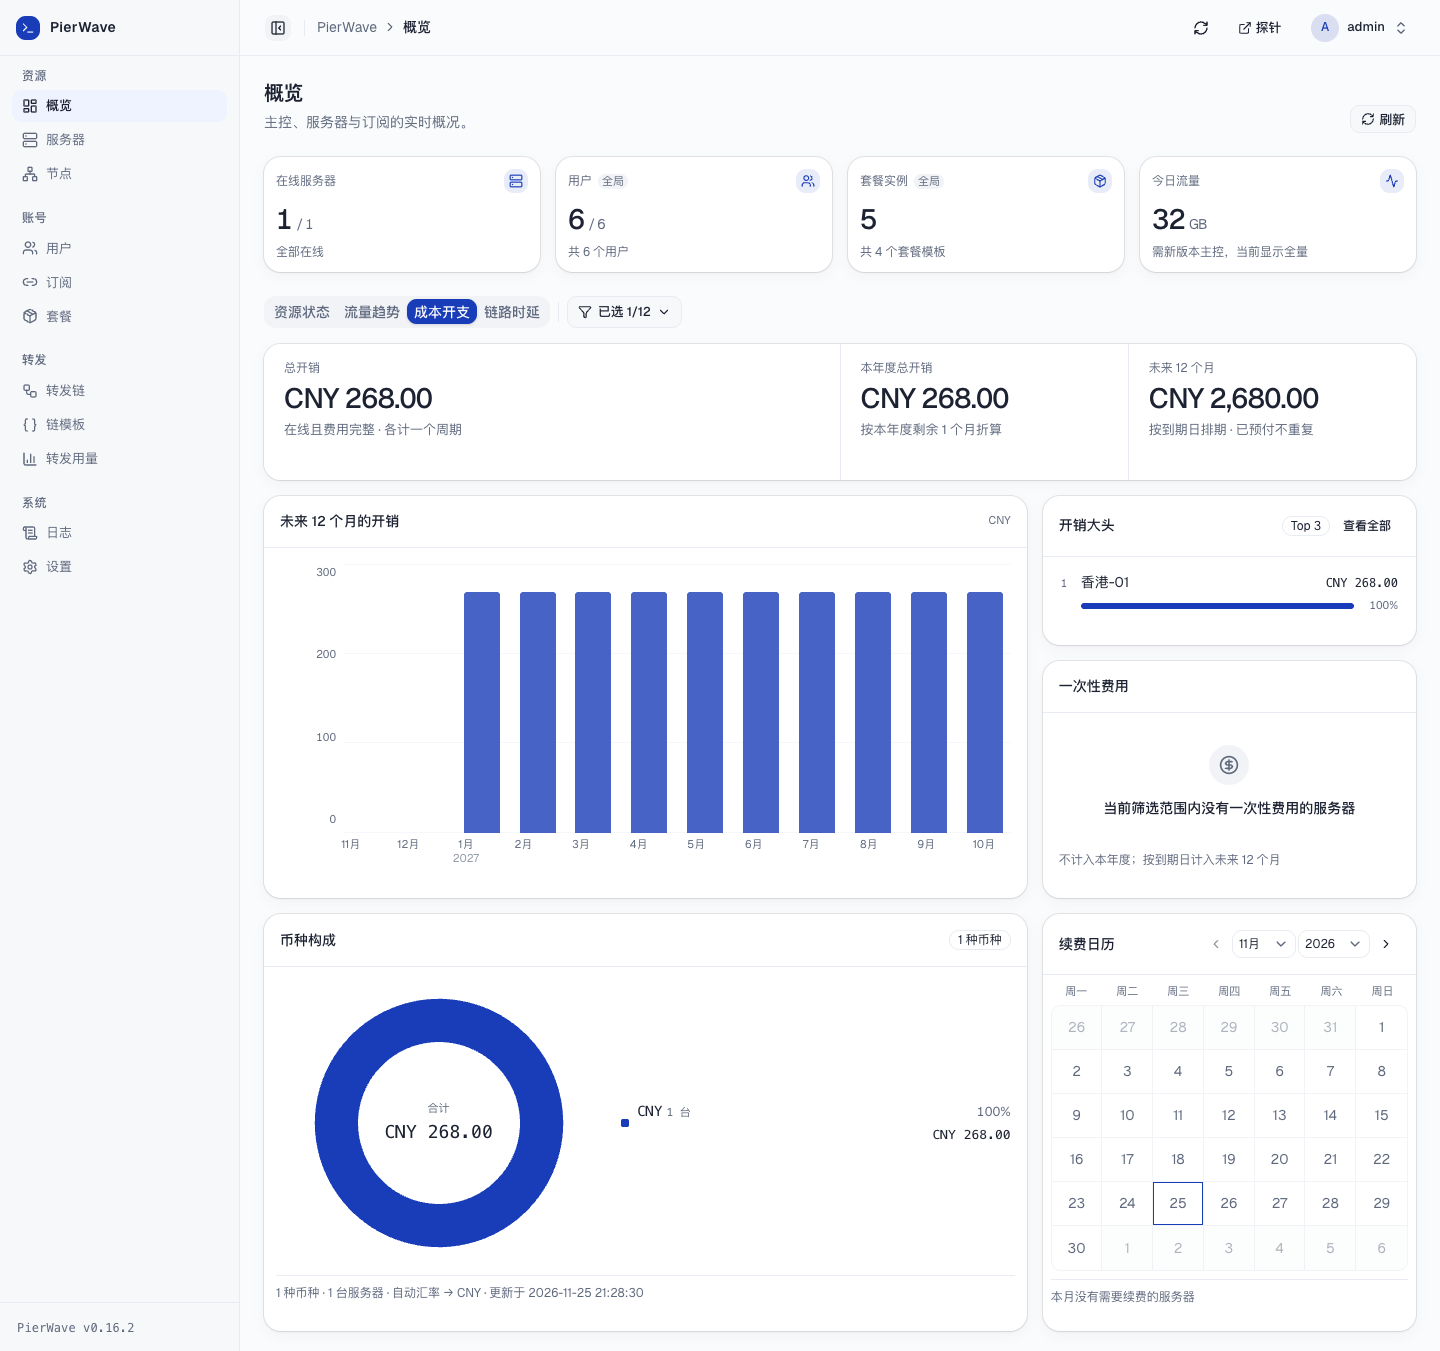 PierWave
PierWave > 概览
探针
A admin
资源
概览
服务器
节点
账号
用户
订阅
套餐
转发
转发链
链模板
转发用量
系统
日志
设置
PierWave v0.16.2
概览
主控、服务器与订阅的实时概况。
刷新
在线服务器
1 / 1
全部在线
用户 全局
6 / 6
共 6 个用户
套餐实例 全局
5
共 4 个套餐模板
今日流量
32 GB
需新版本主控，当前显示全量
资源状态 流量趋势 成本开支 链路时延 已选 1/12
总开销
CNY 268.00
在线且费用完整 · 各计一个周期
本年度总开销
CNY 268.00
按本年度剩余 1 个月折算
未来 12 个月
CNY 2,680.00
按到期日排期 · 已预付不重复
未来 12 个月的开销 CNY
300
200
100
0
11月 12月 1月 2月 3月 4月 5月 6月 7月 8月 9月 10月
2027
开销大头 Top 3 查看全部
1 香港-01 CNY 268.00
100%
一次性费用
当前筛选范围内没有一次性费用的服务器
不计入本年度；按到期日计入未来 12 个月
币种构成 1 种币种
合计
CNY 268.00
CNY 1 台 100%
CNY 268.00
1 种币种 · 1 台服务器 · 自动汇率 → CNY · 更新于 2026-11-25 21:28:30
续费日历 11月 2026
周一 周二 周三 周四 周五 周六 周日
26 27 28 29 30 31 1
2 3 4 5 6 7 8
9 10 11 12 13 14 15
16 17 18 19 20 21 22
23 24 25 26 27 28 29
30 1 2 3 4 5 6
本月没有需要续费的服务器